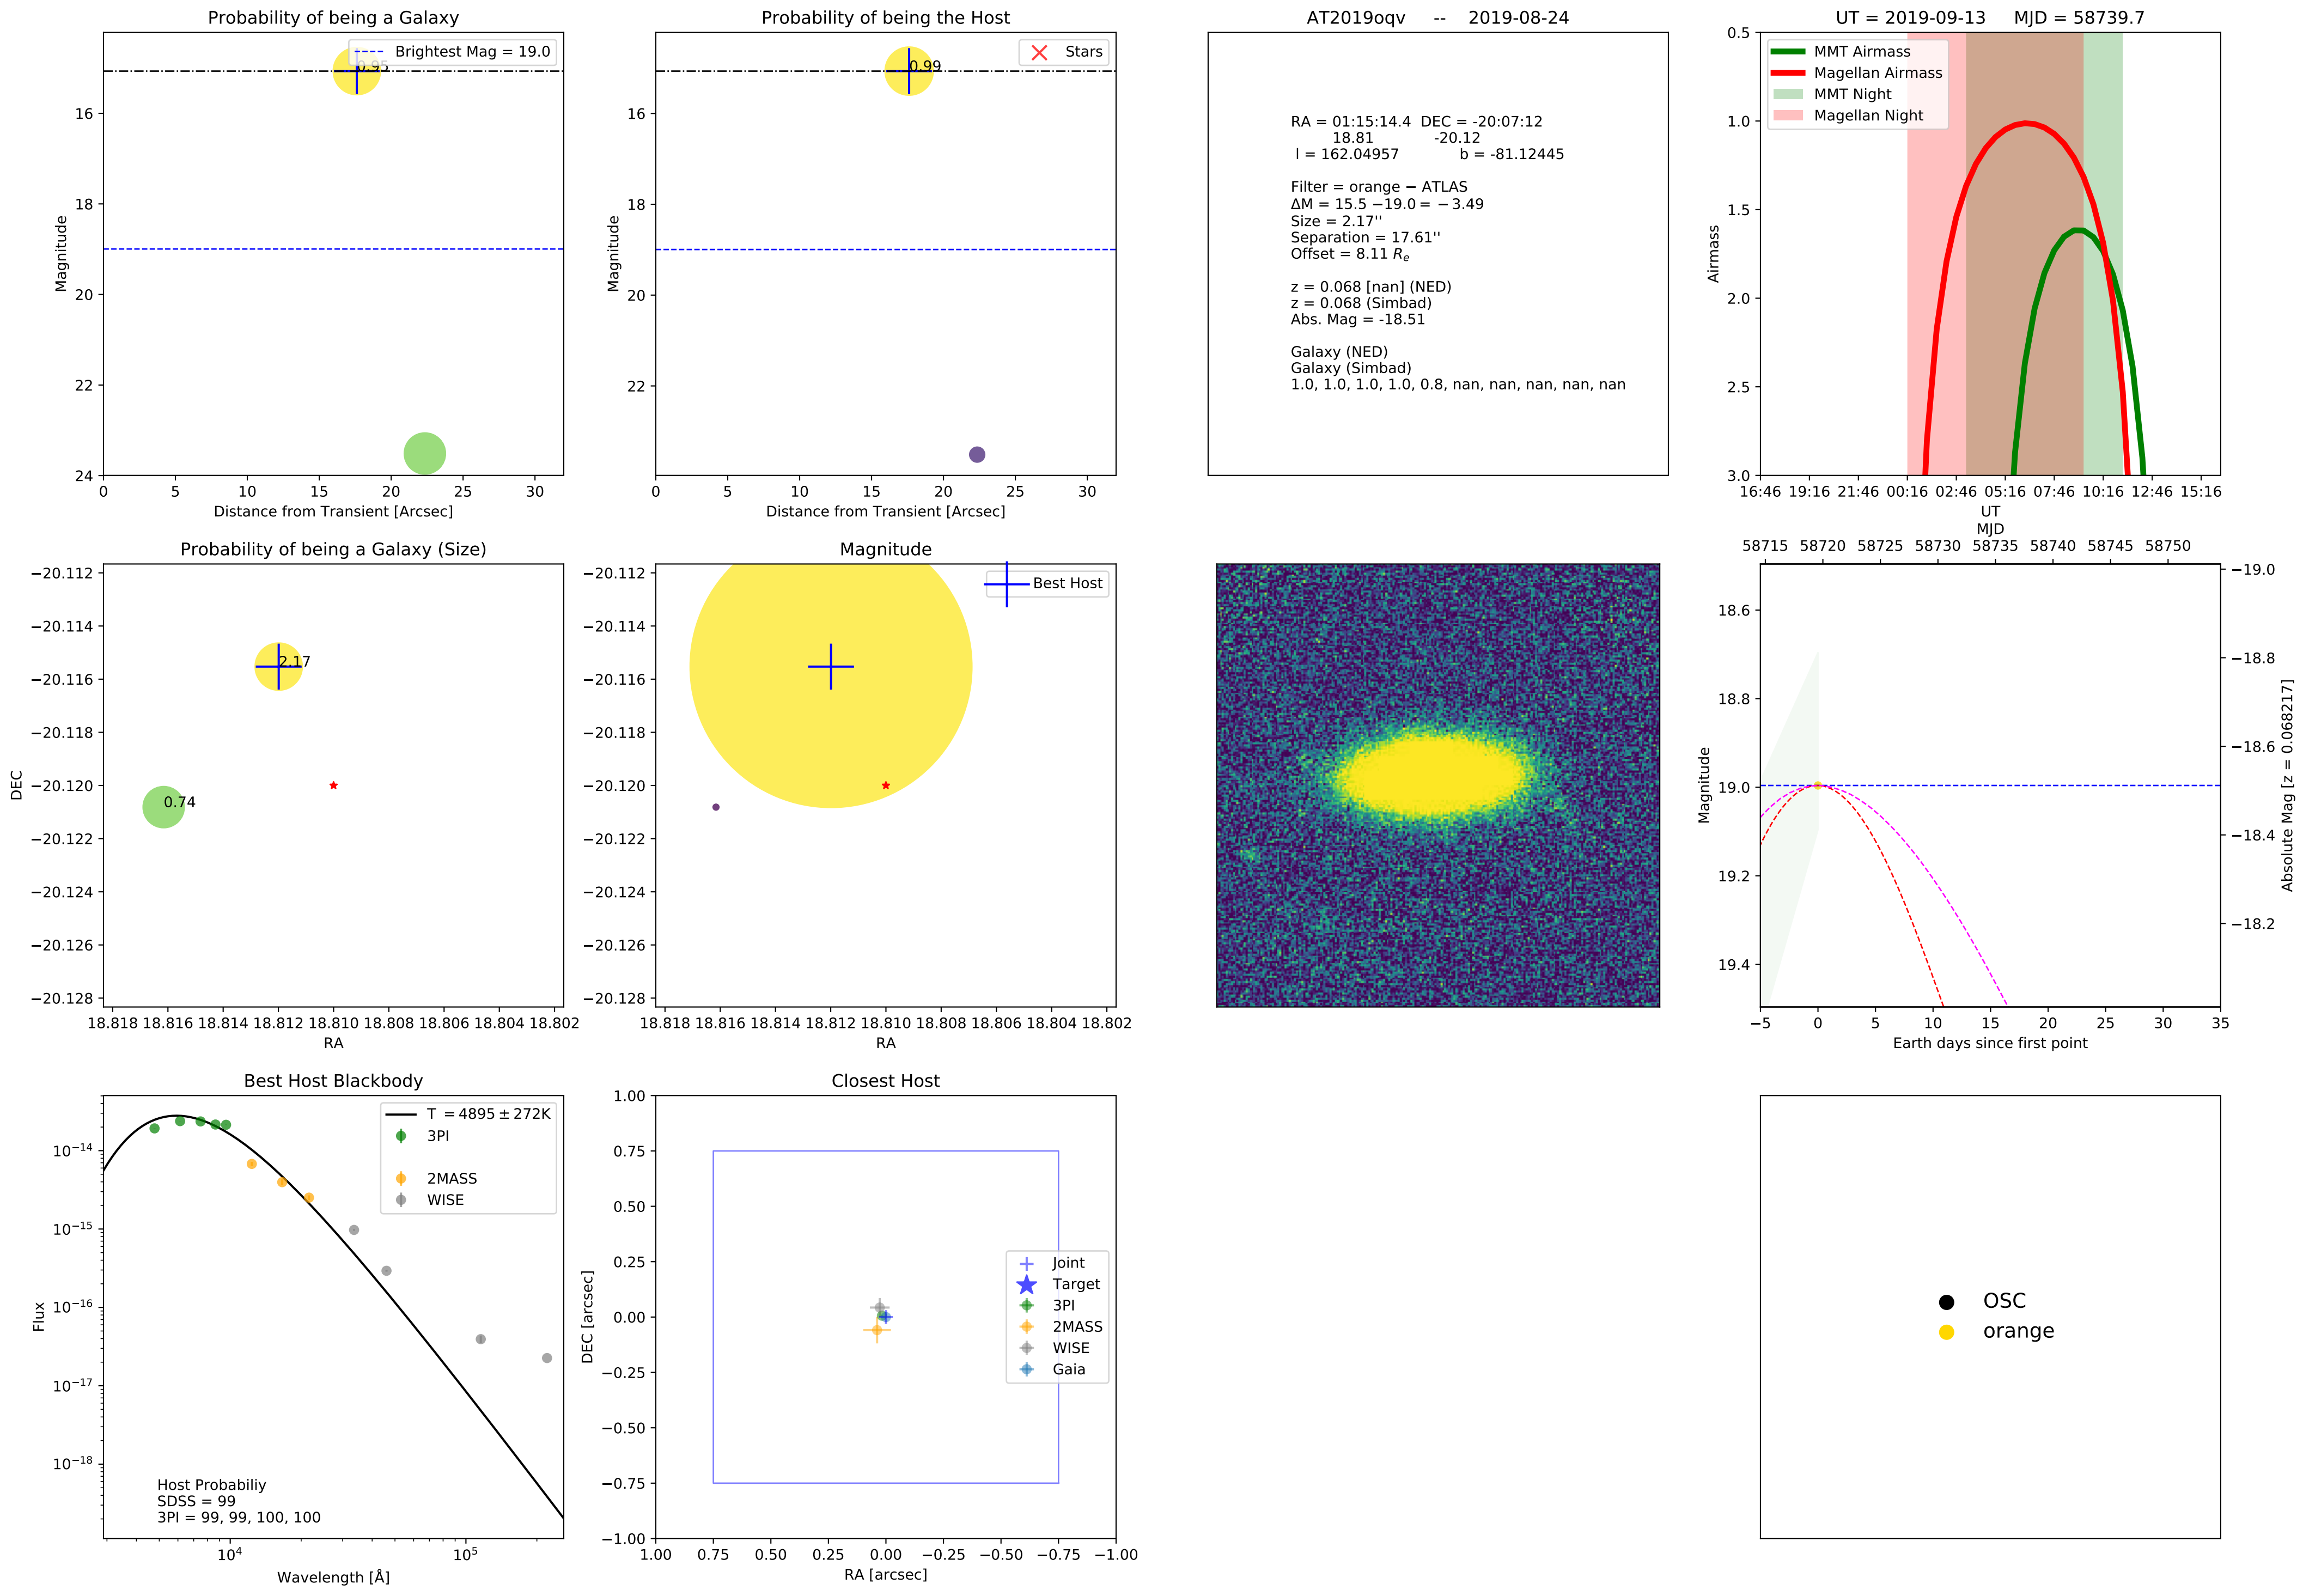 Probability of being a Galaxy
Brightest Mag = 19.0
0.95
Magnitude
16
18
20
22
24
0 5 10 15 20 25 30
Distance from Transient [Arcsec]
Probability of being the Host
Stars
0.99
Magnitude
16
18
20
22
0 5 10 15 20 25 30
Distance from Transient [Arcsec]
AT2019oqv -- 2019-08-24
RA = 01:15:14.4 DEC = -20:07:12
18.81 -20.12
l = 162.04957 b = -81.12445
Filter = orange − ATLAS
ΔM = 15.5 −19.0 = −3.49
Size = 2.17''
Separation = 17.61''
Offset = 8.11 Re
z = 0.068 [nan] (NED)
z = 0.068 (Simbad)
Abs. Mag = -18.51
Galaxy (NED)
Galaxy (Simbad)
1.0, 1.0, 1.0, 1.0, 0.8, nan, nan, nan, nan, nan
UT = 2019-09-13 MJD = 58739.7
MMT Airmass
Magellan Airmass
MMT Night
Magellan Night
Airmass
0.5
1.0
1.5
2.0
2.5
3.0
16:46 19:16 21:46 00:16 02:46 05:16 07:46 10:16 12:46 15:16
UT
Probability of being a Galaxy (Size)
DEC
−20.112
−20.114
−20.116
−20.118
−20.120
−20.122
−20.124
−20.126
−20.128
2.17
0.74
18.818 18.816 18.814 18.812 18.810 18.808 18.806 18.804 18.802
RA
Magnitude
Best Host
−20.112
−20.114
−20.116
−20.118
−20.120
−20.122
−20.124
−20.126
−20.128
18.818 18.816 18.814 18.812 18.810 18.808 18.806 18.804 18.802
RA
MJD
58715 58720 58725 58730 58735 58740 58745 58750
Magnitude
18.6
18.8
19.0
19.2
19.4
−19.0
−18.8
−18.6
−18.4
−18.2
Absolute Mag [z = 0.068217]
−5 0 5 10 15 20 25 30 35
Earth days since first point
Best Host Blackbody
T = 4895 ± 272K
3PI
2MASS
WISE
Flux
10−14
10−15
10−16
10−17
10−18
Host Probabiliy
SDSS = 99
3PI = 99, 99, 100, 100
104 105
Wavelength [Å]
Closest Host
DEC [arcsec]
1.00
0.75
0.50
0.25
0.00
−0.25
−0.50
−0.75
−1.00
Joint
Target
3PI
2MASS
WISE
Gaia
1.00 0.75 0.50 0.25 0.00 −0.25 −0.50 −0.75 −1.00
RA [arcsec]
OSC
orange